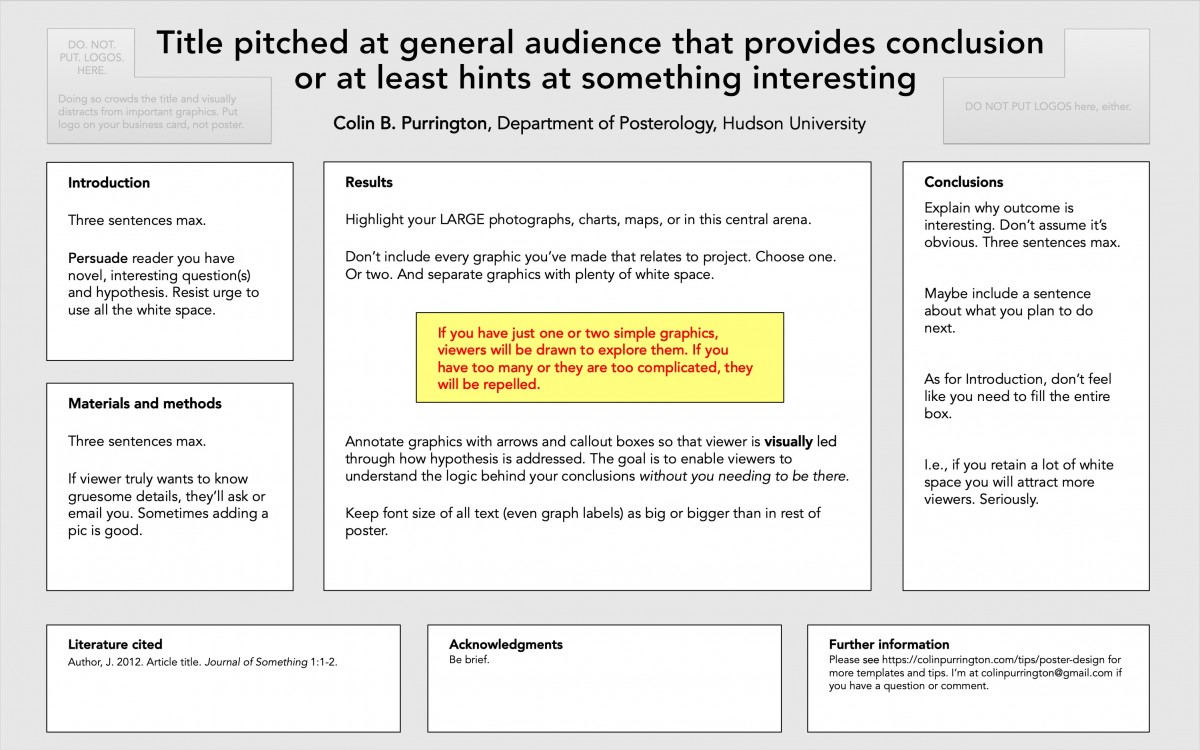 DO. NOT.
PUT. LOGOS.
HERE.
Doing so crowds the title and visually
distracts from important graphics. Put
logo on your business card, not poster.
Title pitched at general audience that provides conclusion
or at least hints at something interesting
Colin B. Purrington, Department of Posterology, Hudson University
DO NOT PUT LOGOS here, either.
Introduction
Three sentences max.
Persuade reader you have
novel, interesting question(s)
and hypothesis. Resist urge to
use all the white space.
Materials and methods
Three sentences max.
If viewer truly wants to know
gruesome details, they’ll ask or
email you. Sometimes adding a
pic is good.
Results
Highlight your LARGE photographs, charts, maps, or in this central arena.
Don’t include every graphic you’ve made that relates to project. Choose one.
Or two. And separate graphics with plenty of white space.
If you have just one or two simple graphics,
viewers will be drawn to explore them. If you
have too many or they are too complicated, they
will be repelled.
Annotate graphics with arrows and callout boxes so that viewer is visually led
through how hypothesis is addressed. The goal is to enable viewers to
understand the logic behind your conclusions without you needing to be there.
Keep font size of all text (even graph labels) as big or bigger than in rest of
poster.
Conclusions
Explain why outcome is
interesting. Don’t assume it’s
obvious. Three sentences max.
Maybe include a sentence
about what you plan to do
next.
As for Introduction, don’t feel
like you need to fill the entire
box.
I.e., if you retain a lot of white
space you will attract more
viewers. Seriously.
Literature cited
Author, J. 2012. Article title. Journal of Something 1:1-2.
Acknowledgments
Be brief.
Further information
Please see https://colinpurrington.com/tips/poster-design for
more templates and tips. I’m at colinpurrington@gmail.com if
you have a question or comment.